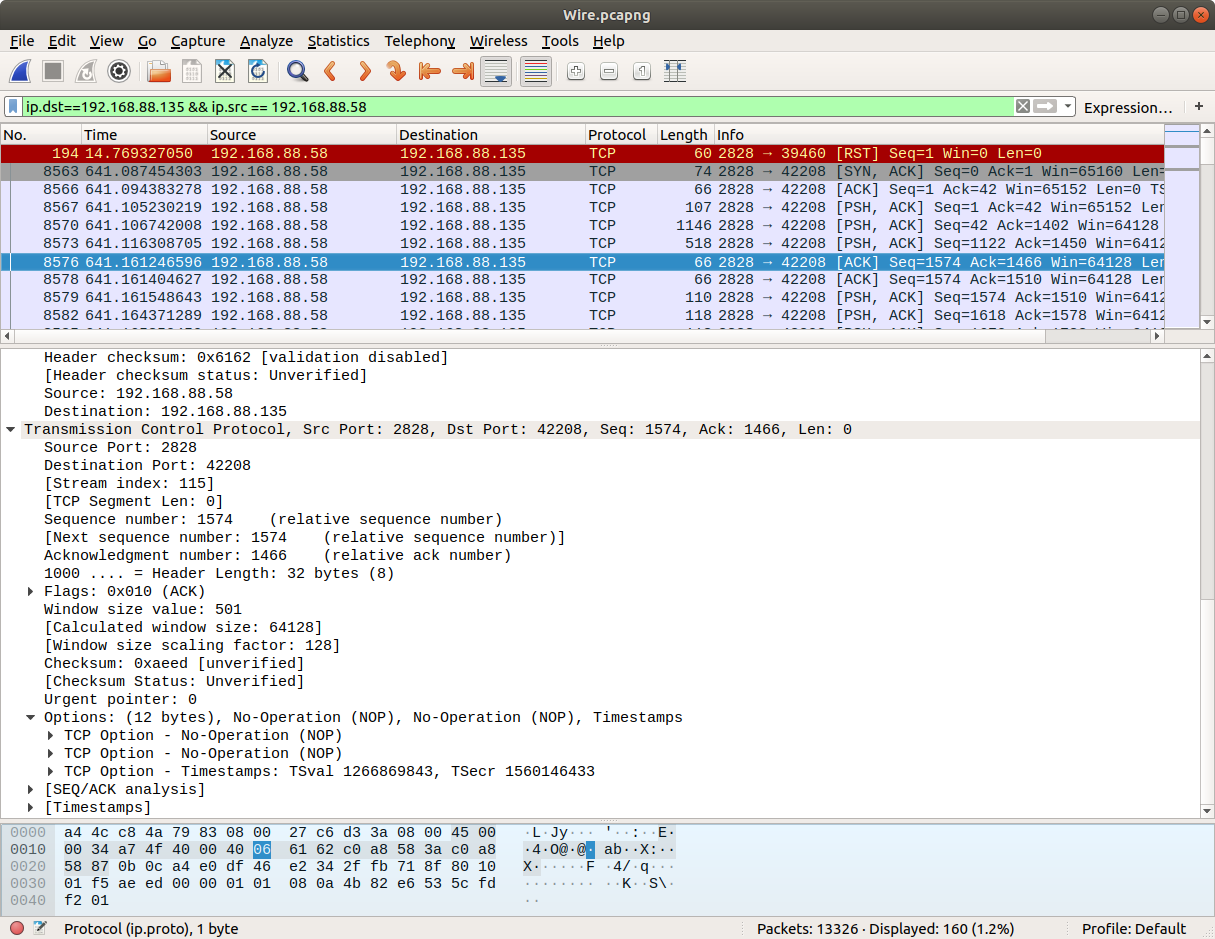 Wire.pcapng
File Edit View Go Capture Analyze Statistics Telephony Wireless Tools Help
ip.dst==192.168.88.135 && ip.src == 192.168.88.58 Expression… +
No. Time Source Destination Protocol Length Info
194 14.769327050 192.168.88.58 192.168.88.135 TCP 60 2828 → 39460 [RST] Seq=1 Win=0 Len=0
8563 641.087454303 192.168.88.58 192.168.88.135 TCP 74 2828 → 42208 [SYN, ACK] Seq=0 Ack=1 Win=65160 Len=
8566 641.094383278 192.168.88.58 192.168.88.135 TCP 66 2828 → 42208 [ACK] Seq=1 Ack=42 Win=65152 Len=0 TS
8567 641.105230219 192.168.88.58 192.168.88.135 TCP 107 2828 → 42208 [PSH, ACK] Seq=1 Ack=42 Win=65152 Len
8570 641.106742008 192.168.88.58 192.168.88.135 TCP 1146 2828 → 42208 [PSH, ACK] Seq=42 Ack=1402 Win=64128
8573 641.116308705 192.168.88.58 192.168.88.135 TCP 518 2828 → 42208 [PSH, ACK] Seq=1122 Ack=1450 Win=6412
8576 641.161246596 192.168.88.58 192.168.88.135 TCP 66 2828 → 42208 [ACK] Seq=1574 Ack=1466 Win=64128 Len
8578 641.161404627 192.168.88.58 192.168.88.135 TCP 66 2828 → 42208 [ACK] Seq=1574 Ack=1510 Win=64128 Len
8579 641.161548643 192.168.88.58 192.168.88.135 TCP 110 2828 → 42208 [PSH, ACK] Seq=1574 Ack=1510 Win=6412
8582 641.164371289 192.168.88.58 192.168.88.135 TCP 118 2828 → 42208 [PSH, ACK] Seq=1618 Ack=1578 Win=6412
Header checksum: 0x6162 [validation disabled]
[Header checksum status: Unverified]
Source: 192.168.88.58
Destination: 192.168.88.135
Transmission Control Protocol, Src Port: 2828, Dst Port: 42208, Seq: 1574, Ack: 1466, Len: 0
Source Port: 2828
Destination Port: 42208
[Stream index: 115]
[TCP Segment Len: 0]
Sequence number: 1574    (relative sequence number)
[Next sequence number: 1574    (relative sequence number)]
Acknowledgment number: 1466    (relative ack number)
1000 .... = Header Length: 32 bytes (8)
Flags: 0x010 (ACK)
Window size value: 501
[Calculated window size: 64128]
[Window size scaling factor: 128]
Checksum: 0xaeed [unverified]
[Checksum Status: Unverified]
Urgent pointer: 0
Options: (12 bytes), No-Operation (NOP), No-Operation (NOP), Timestamps
TCP Option - No-Operation (NOP)
TCP Option - No-Operation (NOP)
TCP Option - Timestamps: TSval 1266869843, TSecr 1560146433
[SEQ/ACK analysis]
[Timestamps]
0000 a4 4c c8 4a 79 83 08 00 27 c6 d3 3a 08 00 45 00 ·L·Jy··· '··:··E·
0010 00 34 a7 4f 40 00 40 06 61 62 c0 a8 58 3a c0 a8 ·4·O@·@· ab··X:··
0020 58 87 0b 0c a4 e0 df 46 e2 34 2f fb 71 8f 80 10 X······F ·4/·q···
0030 01 f5 ae ed 00 00 01 01 08 0a 4b 82 e6 53 5c fd ········ ··K··S\·
0040 f2 01 ··
Protocol (ip.proto), 1 byte Packets: 13326 · Displayed: 160 (1.2%) Profile: Default